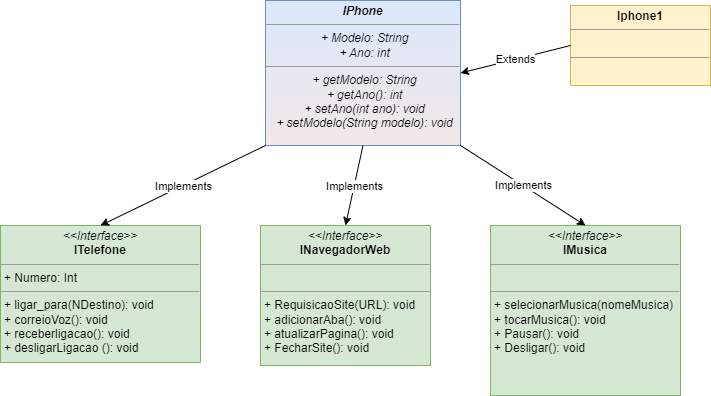 IPhone
+ Modelo: String
+ Ano: int
+ getModelo: String
+ getAno(): int
+ setAno(int ano): void
+ setModelo(String modelo): void
Iphone1
Extends
Implements
Implements
Implements
<<Interface>>
ITelefone
+ Numero: Int
+ ligar_para(NDestino): void
+ correioVoz(): void
+ receberligacao(): void
+ desligarLigacao (): void
<<Interface>>
INavegadorWeb
+ RequisicaoSite(URL): void
+ adicionarAba(): void
+ atualizarPagina(): void
+ FecharSite(): void
<<Interface>>
IMusica
+ selecionarMusica(nomeMusica)
+ tocarMusica(): void
+ Pausar(): void
+ Desligar(): void